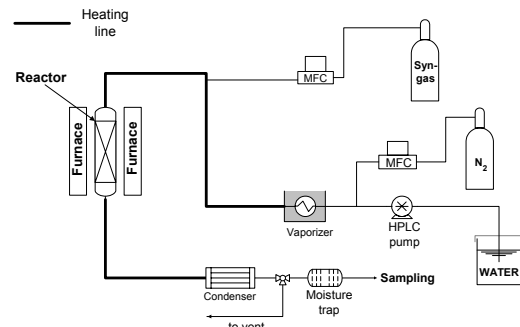 Heating
line
Reactor
Furnace
Furnace
MFC
Syn-
gas
MFC
N2
Vaporizer
HPLC
pump
WATER
Condenser
Moisture
trap
Sampling
to vent